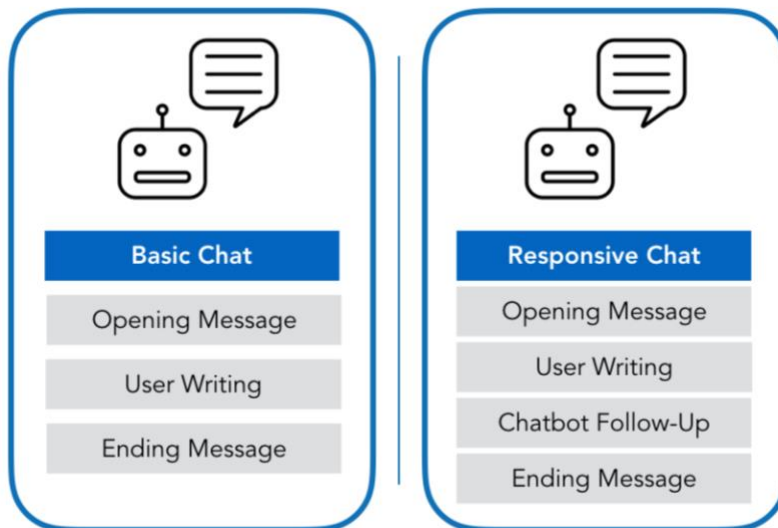 Basic Chat
Opening Message
User Writing
Ending Message
Responsive Chat
Opening Message
User Writing
Chatbot Follow-Up
Ending Message